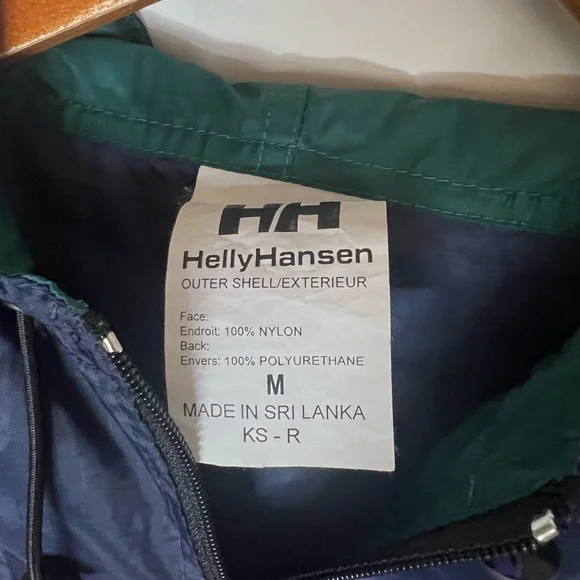 HH
HellyHansen
OUTER SHELL/EXTERIEUR
Face:
Endroit: 100% NYLON
Back:
Envers: 100% POLYURETHANE
M
MADE IN SRI LANKA
KS - R